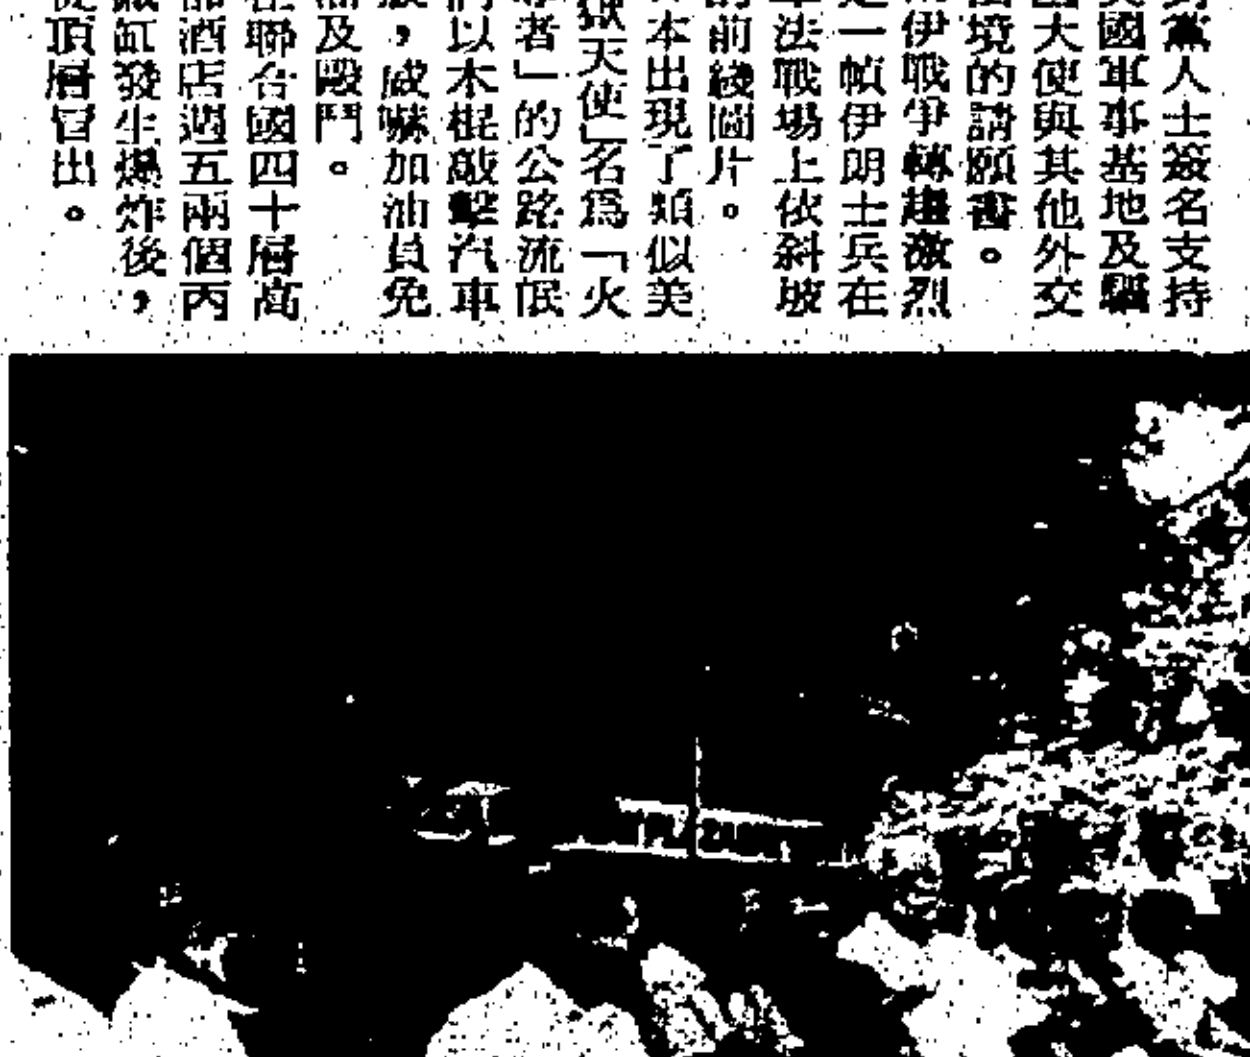 黨人士簽名支持
國軍事基地及驅
大使與其他外交
境的請願書。
伊戰爭轉趨激烈
一幀伊朗士兵在
法戰場上依斜坡
前綫圖片。
本出現了類似美
獄天使」名爲「火
者」的公路流氓
以木棍敲擊汽車
,威嚇加油員免
及毆鬥。
聯合國四十層高
酒店週五兩個丙
缸發生爆炸後,
頂層冒出。